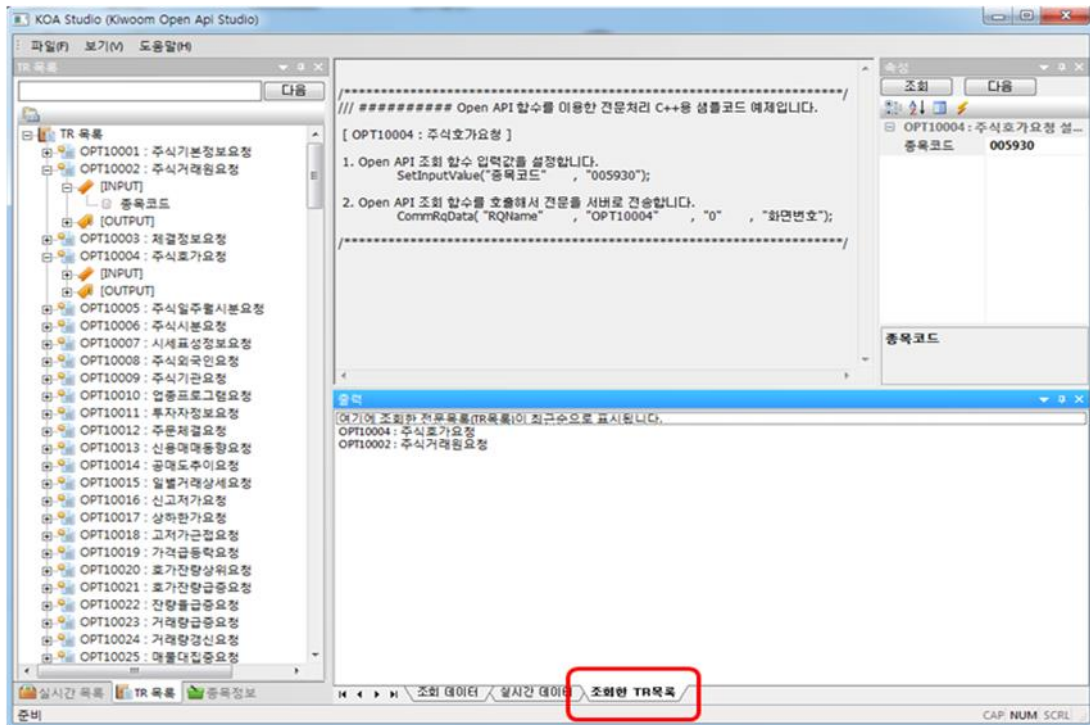 KOA Studio (Kiwoom Open Api Studio)
파일(F) 보기(V) 도움말(H)
TR 목록
다음
TR 목록
OPT10001 : 주식기본정보요청
OPT10002 : 주식거래원요청
[INPUT]
종목코드
[OUTPUT]
OPT10003 : 체결정보요청
OPT10004 : 주식호가요청
[INPUT]
[OUTPUT]
OPT10005 : 주식일주월시분요청
OPT10006 : 주식시분요청
OPT10007 : 시세표성정보요청
OPT10008 : 주식외국인요청
OPT10009 : 주식기관요청
OPT10010 : 업종프로그램요청
OPT10011 : 투자자정보요청
OPT10012 : 주문체결요청
OPT10013 : 신용매매동향요청
OPT10014 : 공매도추이요청
OPT10015 : 일별거래상세요청
OPT10016 : 신고저가요청
OPT10017 : 상하한가요청
OPT10018 : 고저가근접요청
OPT10019 : 가격급등락요청
OPT10020 : 호가잔량상위요청
OPT10021 : 호가잔량급증요청
OPT10022 : 잔량율급증요청
OPT10023 : 거래량급증요청
OPT10024 : 거래량갱신요청
OPT10025 : 매물대집중요청
실시간 목록 TR 목록 종목정보
/***********************************************************************/
/// ########## Open API 함수를 이용한 전문처리 C++용 샘플코드 예제입니다.
[ OPT10004 : 주식호가요청 ]
1. Open API 조회 함수 입력값을 설정합니다.
SetInputValue("종목코드" , "005930");
2. Open API 조회 함수를 호출해서 전문을 서버로 전송합니다.
CommRqData( "RQName" , "OPT10004" , "0" , "화면번호");
/***********************************************************************/
속성
조회 다음
OPT10004 : 주식호가요청 설...
종목코드 005930
종목코드
출력
여기에 조회한 전문목록(TR목록)이 최근순으로 표시됩니다.
OPT10004 : 주식호가요청
OPT10002 : 주식거래원요청
조회 데이터 실시간 데이터 조회한 TR목록
준비
CAP NUM SCRL